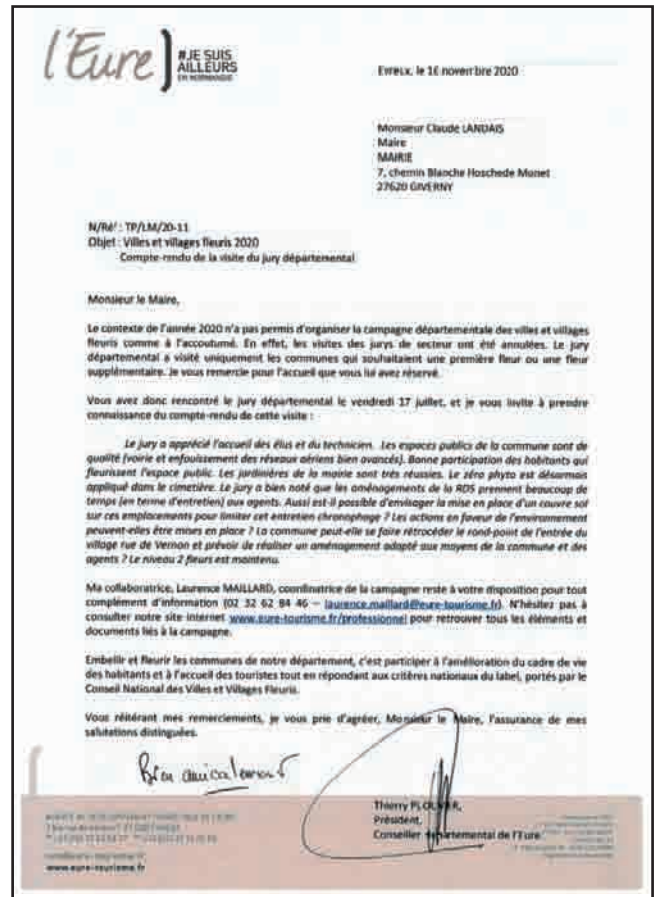 l'Eure
#JE SUIS
AILLEURS
EN NORMANDIE
Evreux, le 16 novembre 2020
Monsieur Claude LANDAIS
Maire
MAIRIE
7, chemin Blanche Hoschede Monet
27620 GIVERNY
N/Réf : TP/LM/20-11
Objet : Villes et villages fleuris 2020
Compte-rendu de la visite du jury départemental
Monsieur le Maire,
Le contexte de l'année 2020 n'a pas permis d'organiser la campagne départementale des villes et villages
fleuris comme à l'accoutumé. En effet, les visites des jurys de secteur ont été annulées. Le jury
départemental a visité uniquement les communes qui souhaitaient une première fleur ou une fleur
supplémentaire. Je vous remercie pour l'accueil que vous lui avez réservé.
Vous avez donc rencontré le jury départemental le vendredi 17 juillet, et je vous invite à prendre
connaissance du compte-rendu de cette visite :
Le jury a apprécié l'accueil des élus et du technicien. Les espaces publics de la commune sont de
qualité (voirie et enfouissement des réseaux aériens bien avancés). Bonne participation des habitants qui
fleurissent l'espace public. Les jardinières de la mairie sont très réussies. Le zéro phyto est désormais
appliqué dans le cimetière. Le jury a bien noté que les aménagements de la RD5 prennent beaucoup de
temps (en terme d'entretien) aux agents. Aussi est-il possible d'envisager la mise en place d'un couvre sol
sur ces emplacements pour limiter cet entretien chronophage ? Les actions en faveur de l'environnement
peuvent-elles être mises en place ? La commune peut-elle se faire rétrocéder le rond-point de l'entrée du
village rue de Vernon et prévoir de réaliser un aménagement adapté aux moyens de la commune et des
agents ? Le niveau 2 fleurs est maintenu.
Ma collaboratrice, Laurence MAILLARD, coordinatrice de la campagne reste à votre disposition pour tout
complément d'information (02 32 62 84 46 – laurence.maillard@eure-tourisme.fr). N'hésitez pas à
consulter notre site internet www.eure-tourisme.fr/professionnel pour retrouver tous les éléments et
documents liés à la campagne.
Embellir et fleurir les communes de notre département, c'est participer à l'amélioration du cadre de vie
des habitants et à l'accueil des touristes tout en répondant aux critères nationaux du label, portés par le
Conseil National des Villes et Villages Fleuris.
Vous réitérant mes remerciements, je vous prie d'agréer, Monsieur le Maire, l'assurance de mes
salutations distinguées.
Bien amicalement
Thierry
Président,
Conseiller départemental de l'Eure
www.eure-tourisme.fr